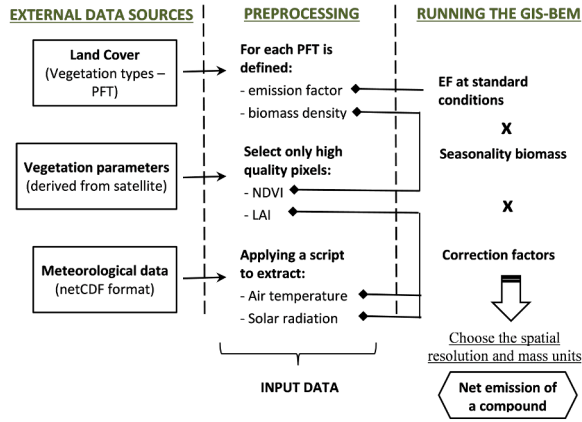 EXTERNAL DATA SOURCES
PREPROCESSING
RUNNING THE GIS-BEM
Land Cover
(Vegetation types –
PFT)
For each PFT is
defined:
- emission factor
- biomass density
EF at standard
conditions
X
Seasonality biomass
Vegetation parameters
(derived from satellite)
Select only high
quality pixels:
- NDVI
- LAI
X
Correction factors
Meteorological data
(netCDF format)
Applying a script
to extract:
- Air temperature
- Solar radiation
Choose the spatial
resolution and mass units
INPUT DATA
Net emission of
a compound